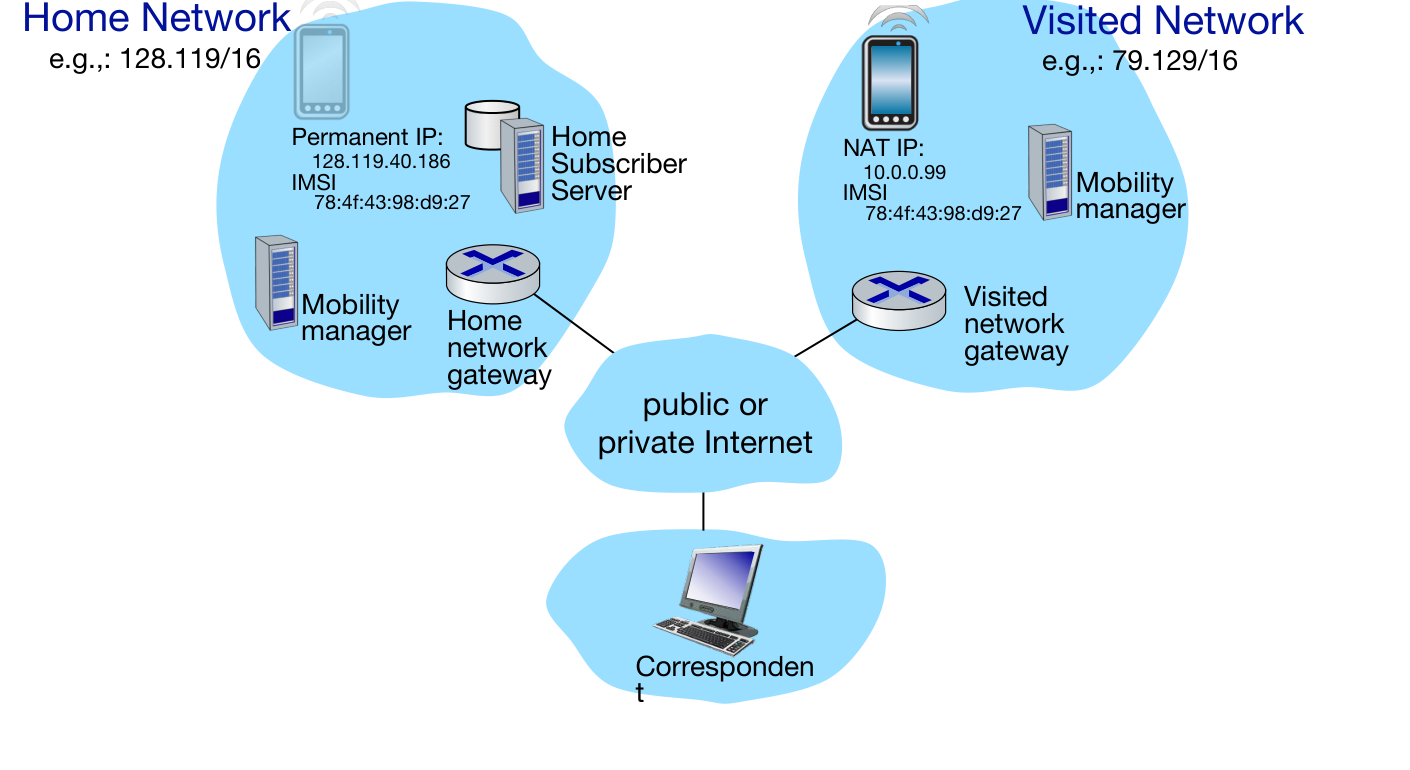 Home Network
e.g.,: 128.119/16
Permanent IP:
128.119.40.186
IMSI
78:4f:43:98:d9:27
Home
Subscriber
Server
Mobility
manager
Home
network
gateway
Visited Network
e.g.,: 79.129/16
NAT IP:
10.0.0.99
IMSI
78:4f:43:98:d9:27
Mobility
manager
Visited
network
gateway
public or
private Internet
Corresponden
t